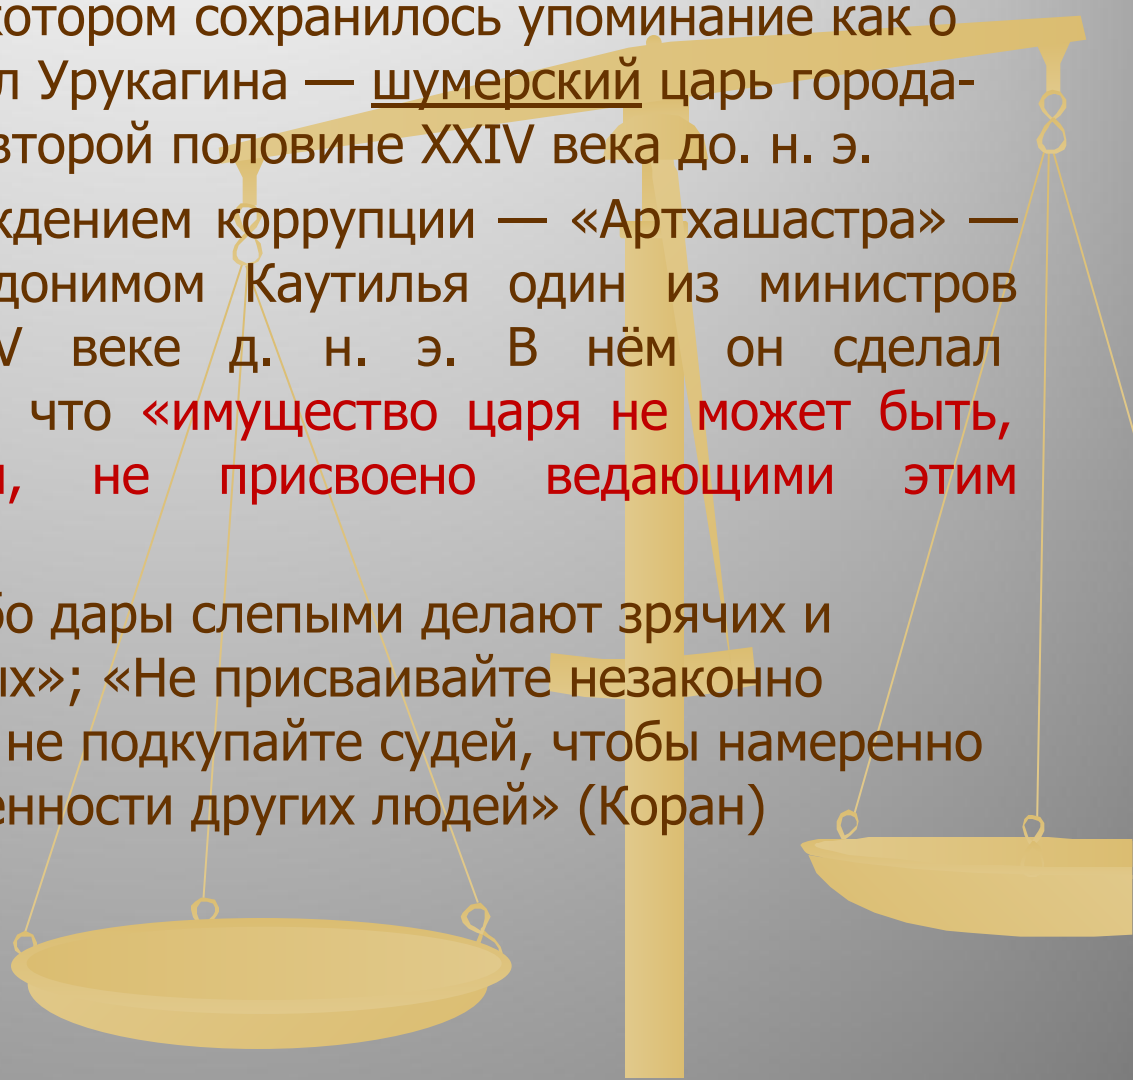 котором сохранилось упоминание как о
л Урукагина — шумерский царь города-
второй половине XXIV века до. н. э.
ждением коррупции — «Артхашастра» —
донимом Каутилья один из министров
V веке д. н. э. В нём он сделал
что «имущество царя не может быть,
, не присвоено ведающими этим
бо дары слепыми делают зрячих и
ых»; «Не присваивайте незаконно
не подкупайте судей, чтобы намеренно
енности других людей» (Коран)